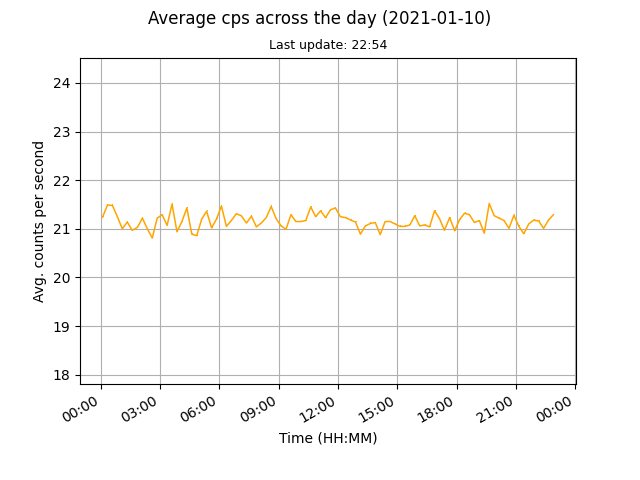 Average cps across the day (2021-01-10)
Last update: 22:54
24
23
22
21
20
19
18
Avg. counts per second
00:00 03:00 06:00 09:00 12:00 15:00 18:00 21:00 00:00
Time (HH:MM)